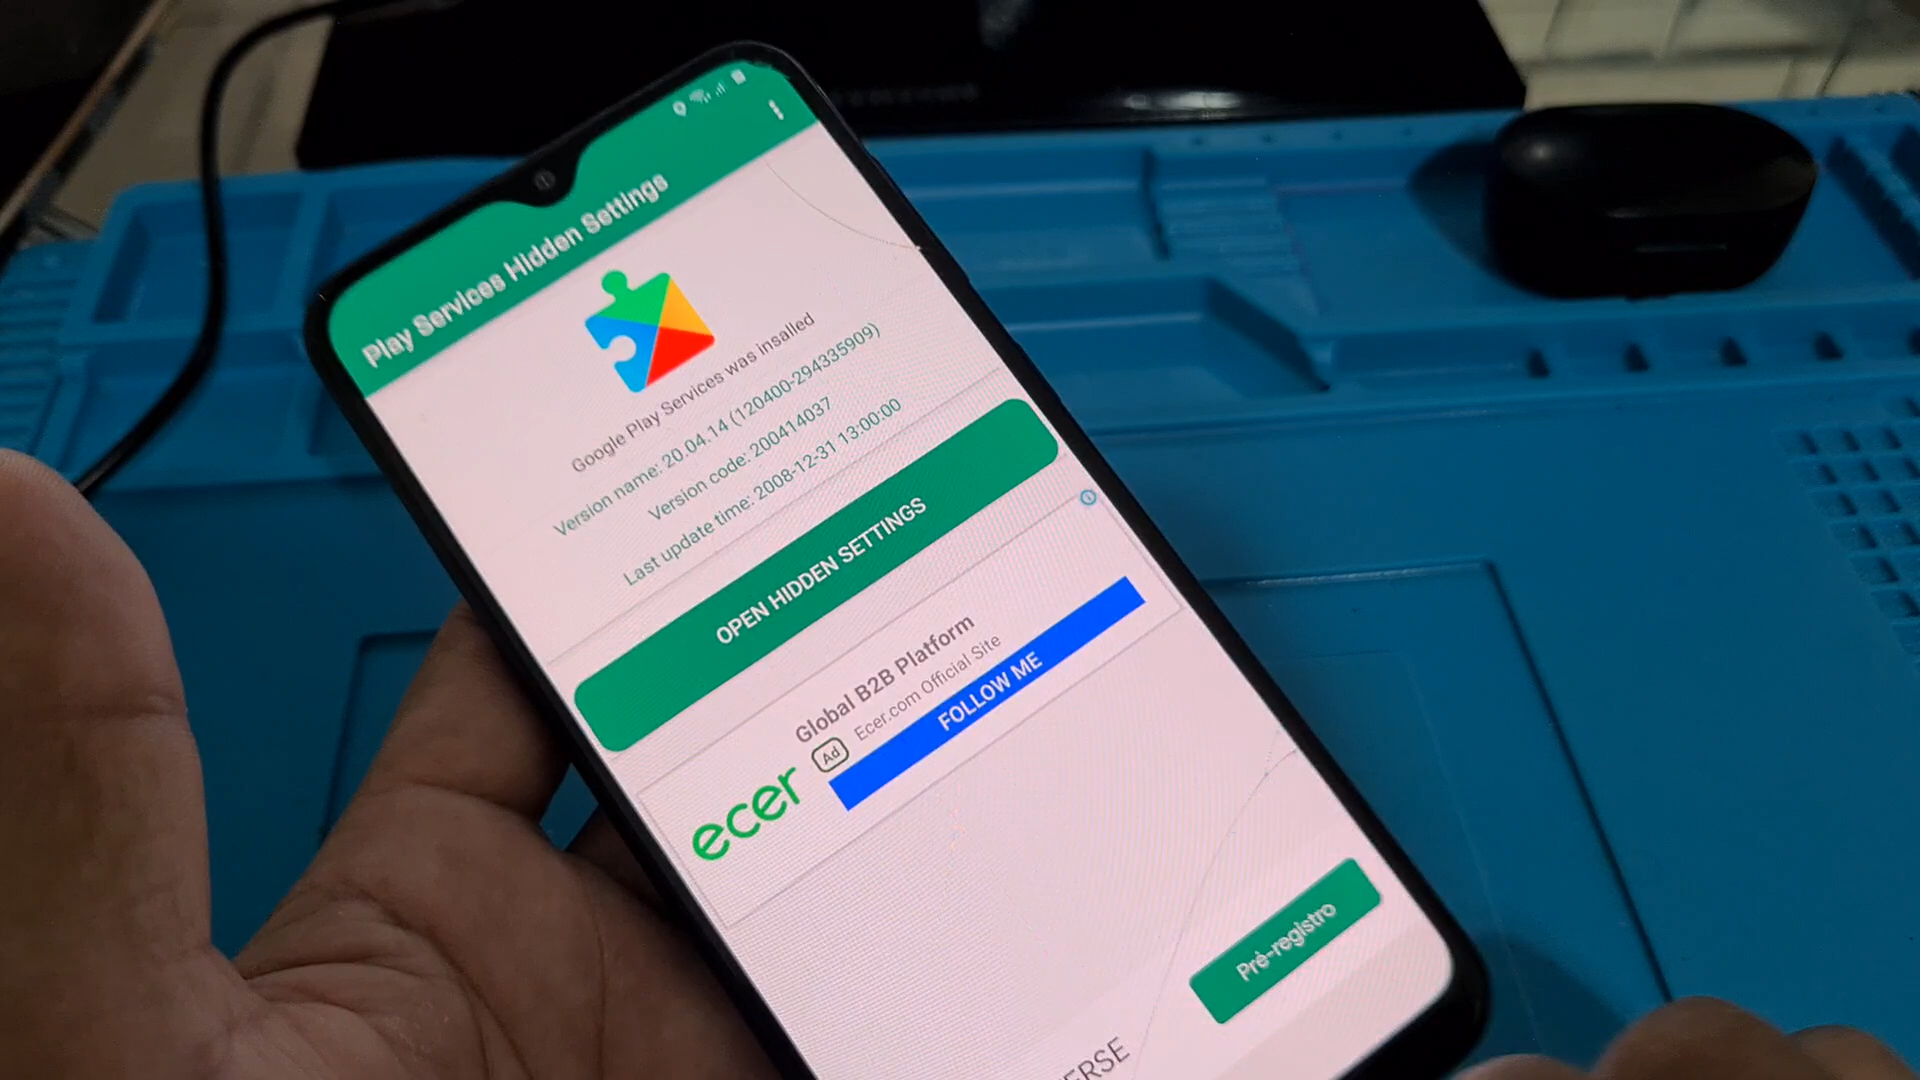 Play Services Hidden Settings
Google Play Services was insalled
Version name: 20.04.14 (120400-294335909)
Version code: 200414037
Last update time: 2008-12-31 13:00:00
OPEN HIDDEN SETTINGS
Global B2B Platform
Ad Ecer.com Official Site
FOLLOW ME
ecer
Pré-registro
ERSE